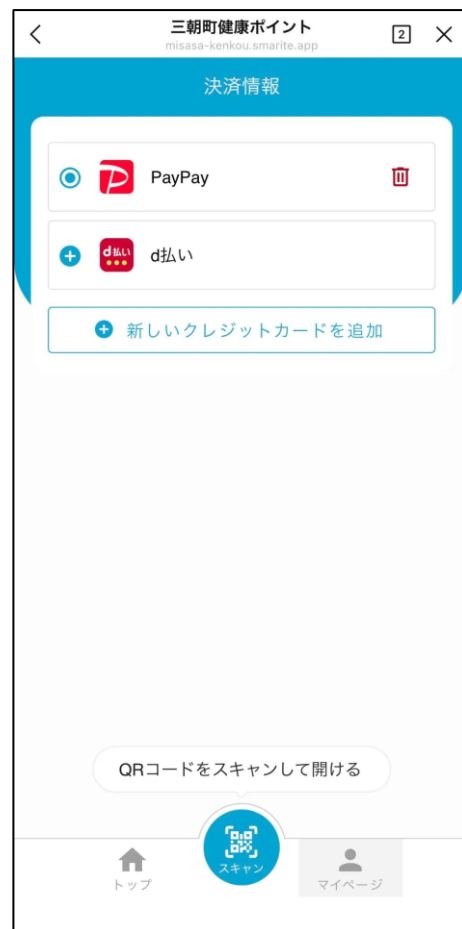 三朝町健康ポイント
misasa-kenkou.smarite.app
2
決済情報
PayPay
d払い
d払い
新しいクレジットカードを追加
QRコードをスキャンして開ける
スキャン
トップ
マイページ